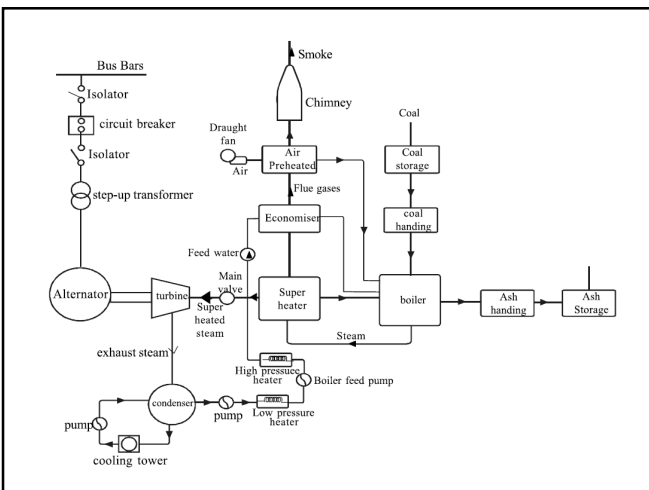 Bus Bars
Isolator
circuit breaker
Isolator
step-up transformer
Alternator
turbine
Smoke
Chimney
Draught
fan
Air
Air
Preheated
Flue gases
Economiser
Feed water
Main
valve
Super
heated
steam
Super
heater
Coal
Coal
storage
coal
handing
boiler
Steam
Ash
handing
Ash
Storage
exhaust steam
High pressuee
heater
Boiler feed pump
condenser
pump
Low pressure
heater
pump
cooling tower